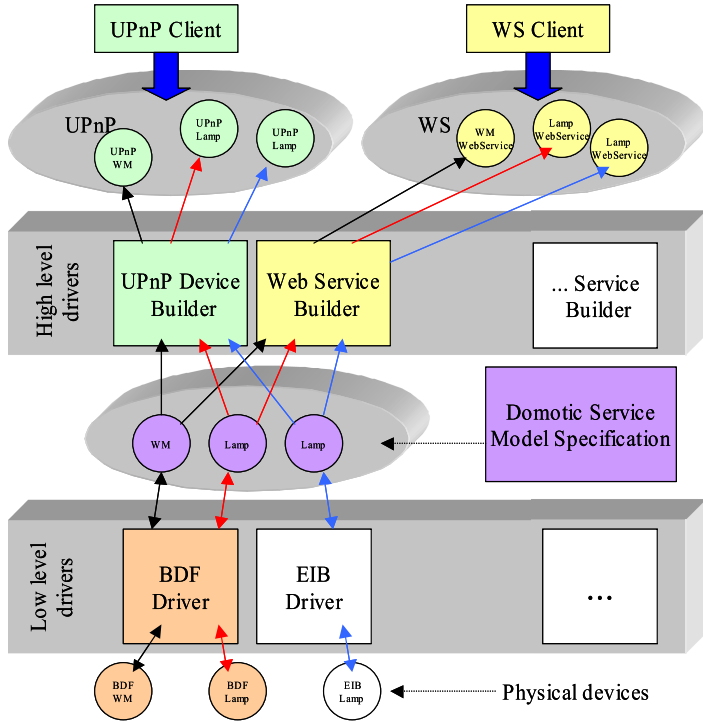 UPnP Client
WS Client
UPnP
UPnP
WM
UPnP
Lamp
UPnP
Lamp
WS
WM
WebService
Lamp
WebService
Lamp
WebService
High level
drivers
UPnP Device
Builder
Web Service
Builder
... Service
Builder
WM
Lamp
Lamp
Domotic Service
Model Specification
Low level
drivers
BDF
Driver
EIB
Driver
...
BDF
WM
BDF
Lamp
EIB
Lamp
Physical devices